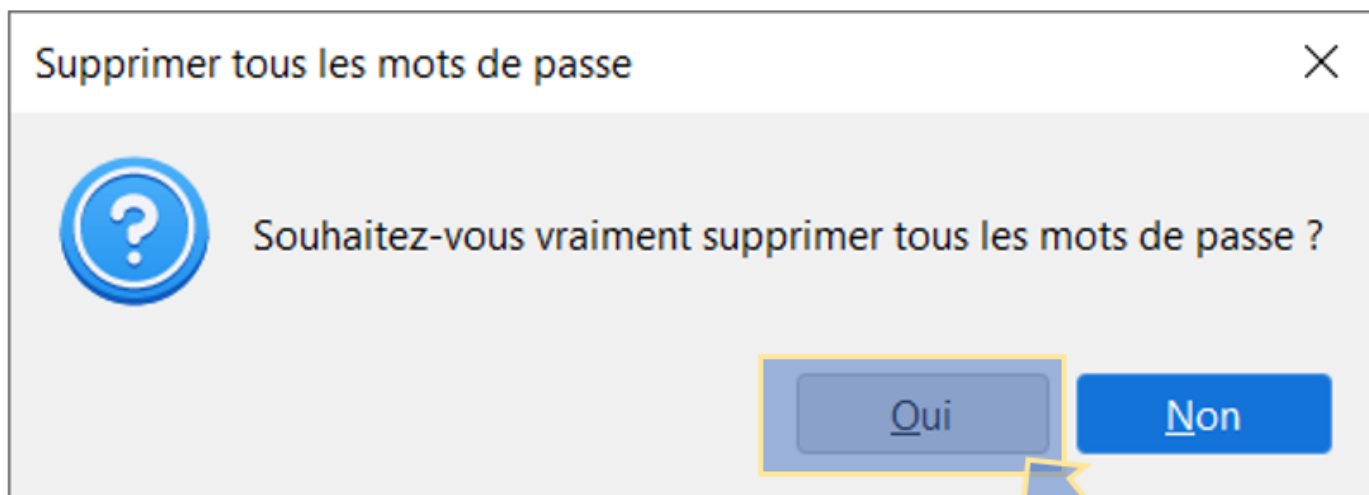 Supprimer tous les mots de passe
Souhaitez-vous vraiment supprimer tous les mots de passe ?
Oui
Non